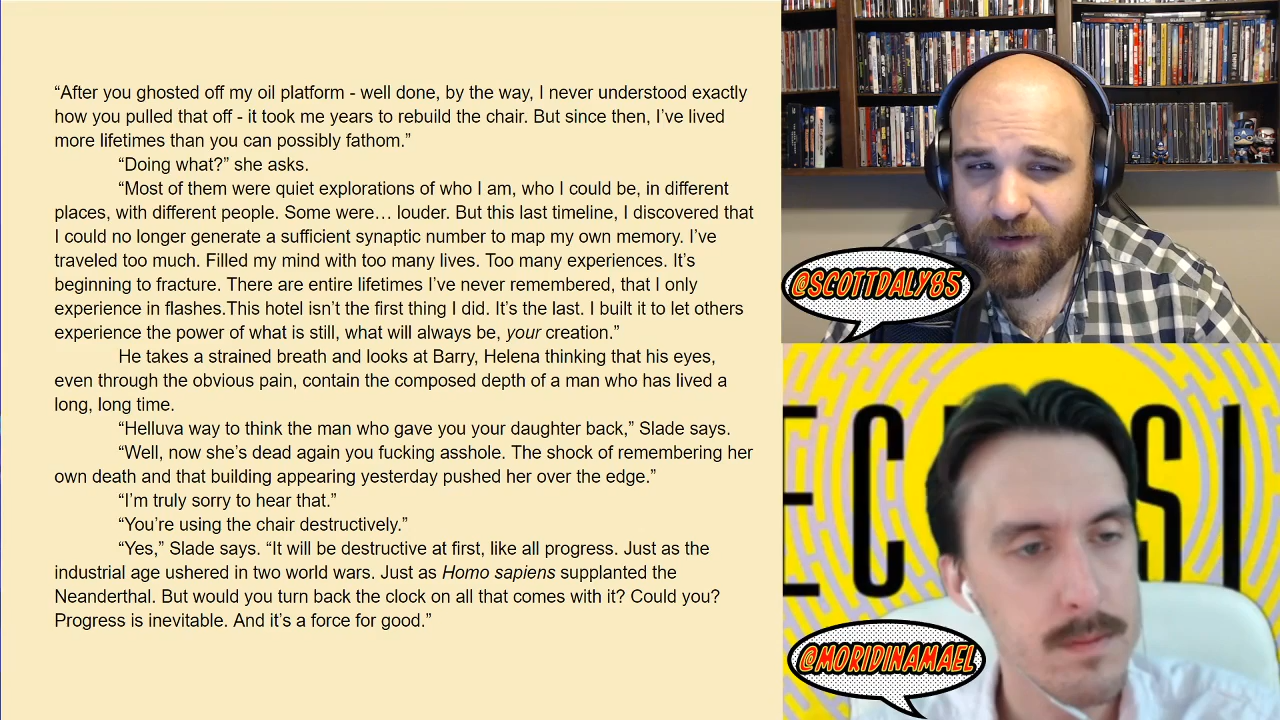 “After you ghosted off my oil platform - well done, by the way, I never understood exactly
how you pulled that off - it took me years to rebuild the chair. But since then, I’ve lived
more lifetimes than you can possibly fathom.”
“Doing what?” she asks.
“Most of them were quiet explorations of who I am, who I could be, in different
places, with different people. Some were… louder. But this last timeline, I discovered that
I could no longer generate a sufficient synaptic number to map my own memory. I’ve
traveled too much. Filled my mind with too many lives. Too many experiences. It’s
beginning to fracture. There are entire lifetimes I’ve never remembered, that I only
experience in flashes.This hotel isn’t the first thing I did. It’s the last. I built it to let others
experience the power of what is still, what will always be, your creation.”
He takes a strained breath and looks at Barry, Helena thinking that his eyes,
even through the obvious pain, contain the composed depth of a man who has lived a
long, long time.
“Helluva way to think the man who gave you your daughter back,” Slade says.
“Well, now she’s dead again you fucking asshole. The shock of remembering her
own death and that building appearing yesterday pushed her over the edge.”
“I’m truly sorry to hear that.”
“You’re using the chair destructively.”
“Yes,” Slade says. “It will be destructive at first, like all progress. Just as the
industrial age ushered in two world wars. Just as Homo sapiens supplanted the
Neanderthal. But would you turn back the clock on all that comes with it? Could you?
Progress is inevitable. And it’s a force for good.”
@SCOTTDALY85
EC SI
@MORIDINAMAEL